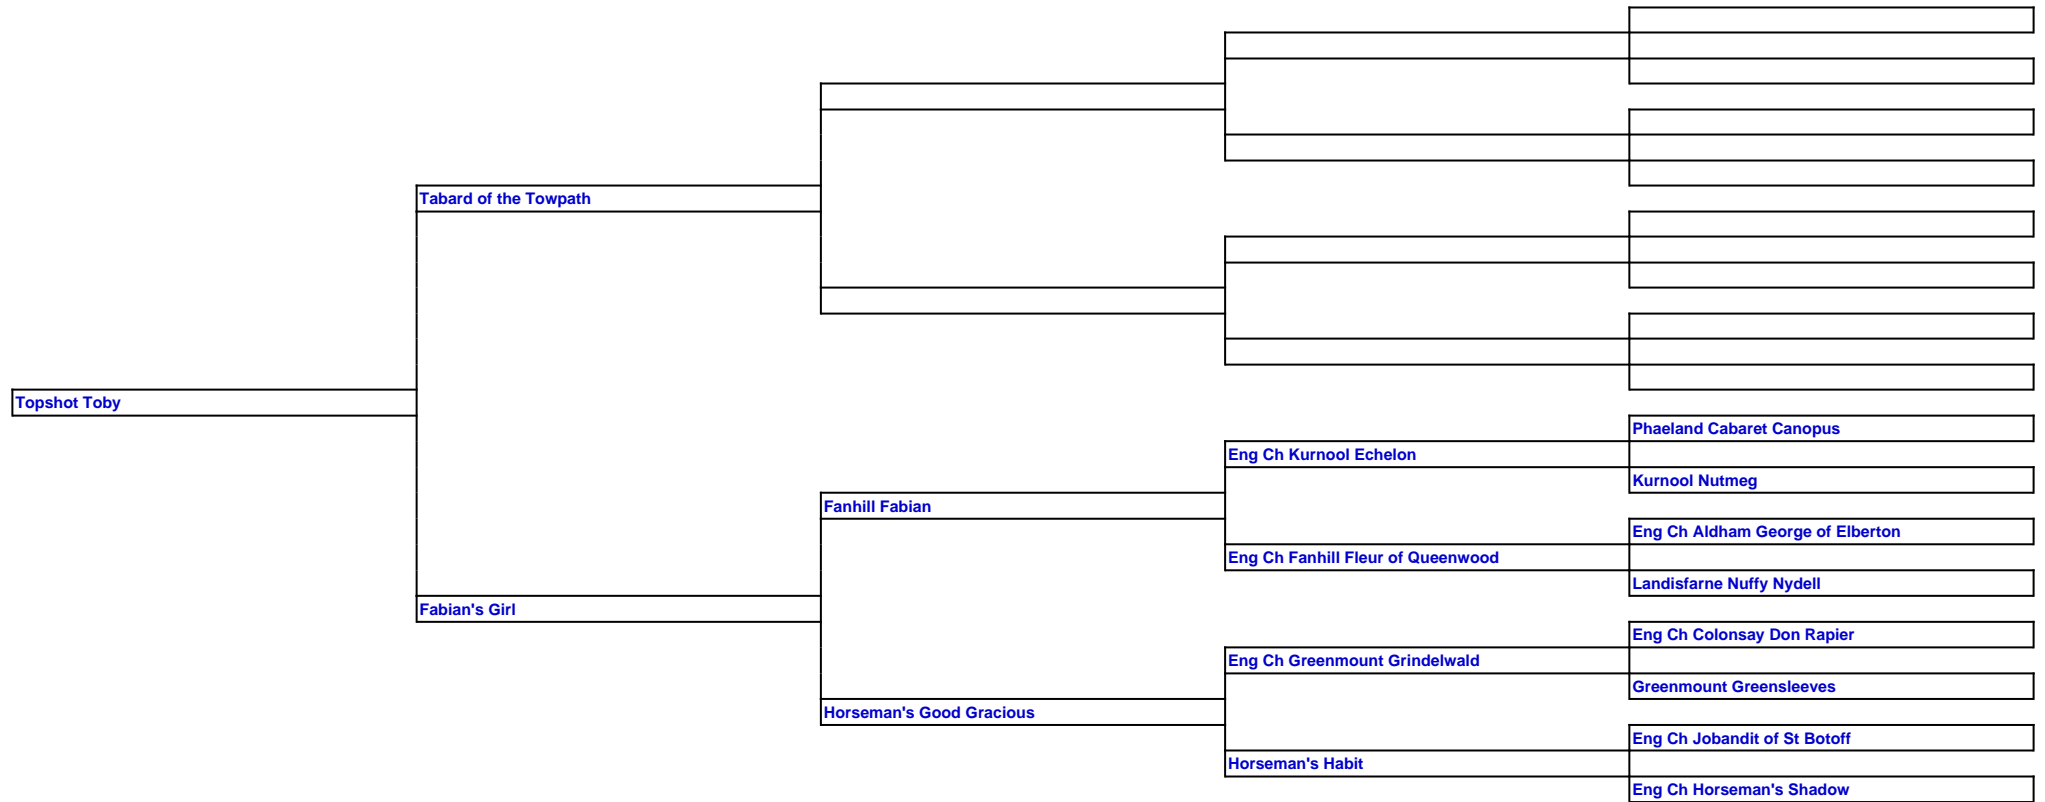 Tabard of the Towpath
Topshot Toby
Phaeland Cabaret Canopus
Eng Ch Kurnool Echelon
Kurnool Nutmeg
Fanhill Fabian
Eng Ch Aldham George of Elberton
Eng Ch Fanhill Fleur of Queenwood
Landisfarne Nuffy Nydell
Fabian's Girl
Eng Ch Colonsay Don Rapier
Eng Ch Greenmount Grindelwald
Greenmount Greensleeves
Horseman's Good Gracious
Eng Ch Jobandit of St Botoff
Horseman's Habit
Eng Ch Horseman's Shadow